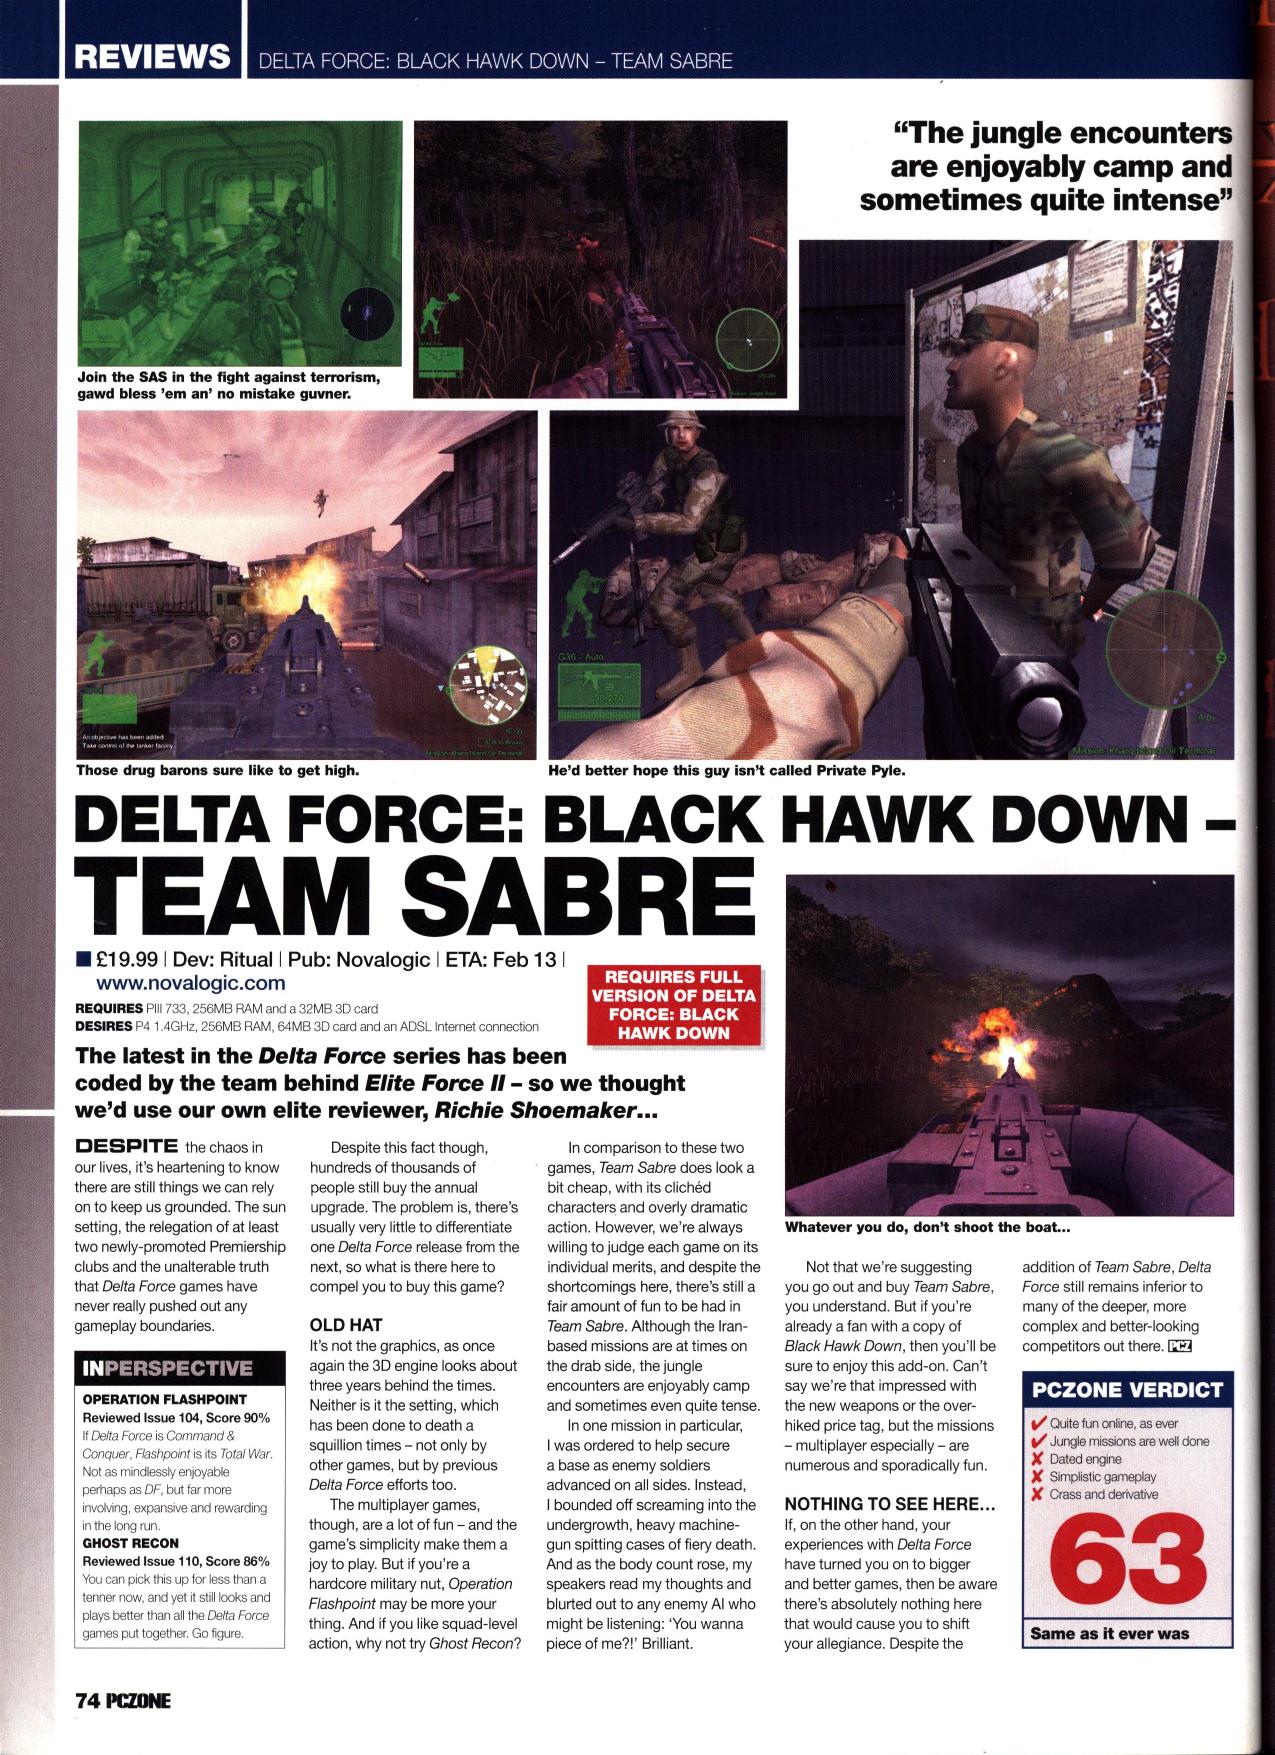 REVIEWS
DELTA FORCE: BLACK HAWK DOWN – TEAM SABRE
“The jungle encounters
are enjoyably camp and
sometimes quite intense”
Join the SAS in the fight against terrorism,
gawd bless ’em an’ no mistake guvner.
An objective has been added.
Take control of the tanker facility
Those drug barons sure like to get high.
G36 - Auto
30/270
Mission: Kharg Island Oil Terminal
He’d better hope this guy isn’t called Private Pyle.
DELTA FORCE: BLACK HAWK DOWN –
TEAM SABRE
£19.99 | Dev: Ritual | Pub: Novalogic | ETA: Feb 13 |
www.novalogic.com
REQUIRES PIII 733, 256MB RAM and a 32MB 3D card
DESIRES P4 1.4GHz, 256MB RAM, 64MB 3D card and an ADSL Internet connection
REQUIRES FULL
VERSION OF DELTA
FORCE: BLACK
HAWK DOWN
The latest in the Delta Force series has been
coded by the team behind Elite Force II – so we thought
we’d use our own elite reviewer, Richie Shoemaker...
DESPITE the chaos in
our lives, it’s heartening to know
there are still things we can rely
on to keep us grounded. The sun
setting, the relegation of at least
two newly-promoted Premiership
clubs and the unalterable truth
that Delta Force games have
never really pushed out any
gameplay boundaries.
INPERSPECTIVE
OPERATION FLASHPOINT
Reviewed Issue 104, Score 90%
If Delta Force is Command &
Conquer, Flashpoint is its Total War.
Not as mindlessly enjoyable
perhaps as DF, but far more
involving, expansive and rewarding
in the long run.
GHOST RECON
Reviewed Issue 110, Score 86%
You can pick this up for less than a
tenner now, and yet it still looks and
plays better than all the Delta Force
games put together. Go figure.
Despite this fact though,
hundreds of thousands of
people still buy the annual
upgrade. The problem is, there’s
usually very little to differentiate
one Delta Force release from the
next, so what is there here to
compel you to buy this game?
OLD HAT
It’s not the graphics, as once
again the 3D engine looks about
three years behind the times.
Neither is it the setting, which
has been done to death a
squillion times – not only by
other games, but by previous
Delta Force efforts too.
The multiplayer games,
though, are a lot of fun – and the
game’s simplicity make them a
joy to play. But if you’re a
hardcore military nut, Operation
Flashpoint may be more your
thing. And if you like squad-level
action, why not try Ghost Recon?
In comparison to these two
games, Team Sabre does look a
bit cheap, with its clichéd
characters and overly dramatic
action. However, we’re always
willing to judge each game on its
individual merits, and despite the
shortcomings here, there’s still a
fair amount of fun to be had in
Team Sabre. Although the Iran-
based missions are at times on
the drab side, the jungle
encounters are enjoyably camp
and sometimes even quite tense.
In one mission in particular,
I was ordered to help secure
a base as enemy soldiers
advanced on all sides. Instead,
I bounded off screaming into the
undergrowth, heavy machine-
gun spitting cases of fiery death.
And as the body count rose, my
speakers read my thoughts and
blurted out to any enemy AI who
might be listening: ‘You wanna
piece of me?!’ Brilliant.
Whatever you do, don’t shoot the boat...
Not that we’re suggesting
you go out and buy Team Sabre,
you understand. But if you’re
already a fan with a copy of
Black Hawk Down, then you’ll be
sure to enjoy this add-on. Can’t
say we’re that impressed with
the new weapons or the over-
hiked price tag, but the missions
– multiplayer especially – are
numerous and sporadically fun.
NOTHING TO SEE HERE...
If, on the other hand, your
experiences with Delta Force
have turned you on to bigger
and better games, then be aware
there’s absolutely nothing here
that would cause you to shift
your allegiance. Despite the
addition of Team Sabre, Delta
Force still remains inferior to
many of the deeper, more
complex and better-looking
competitors out there. PCZ
PCZONE VERDICT
✔ Quite fun online, as ever
✔ Jungle missions are well done
✘ Dated engine
✘ Simplistic gameplay
✘ Crass and derivative
63
Same as it ever was
74 PCZONE